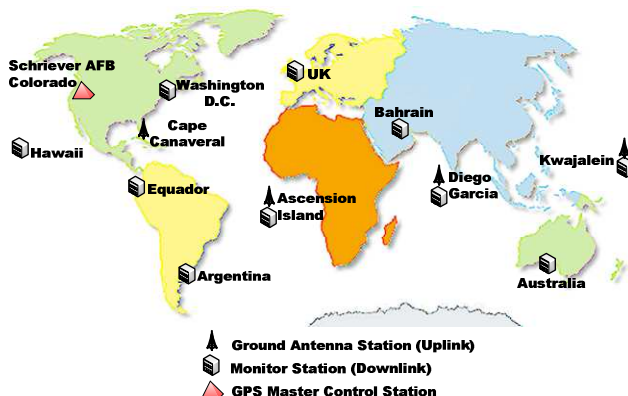 Schriever AFB
Colorado
Washington
D.C.
UK
Bahrain
Cape
Canaveral
Hawaii
Kwajalein
Diego
Garcia
Equador
Ascension
Island
Argentina
Australia
Ground Antenna Station (Uplink)
Monitor Station (Downlink)
GPS Master Control Station